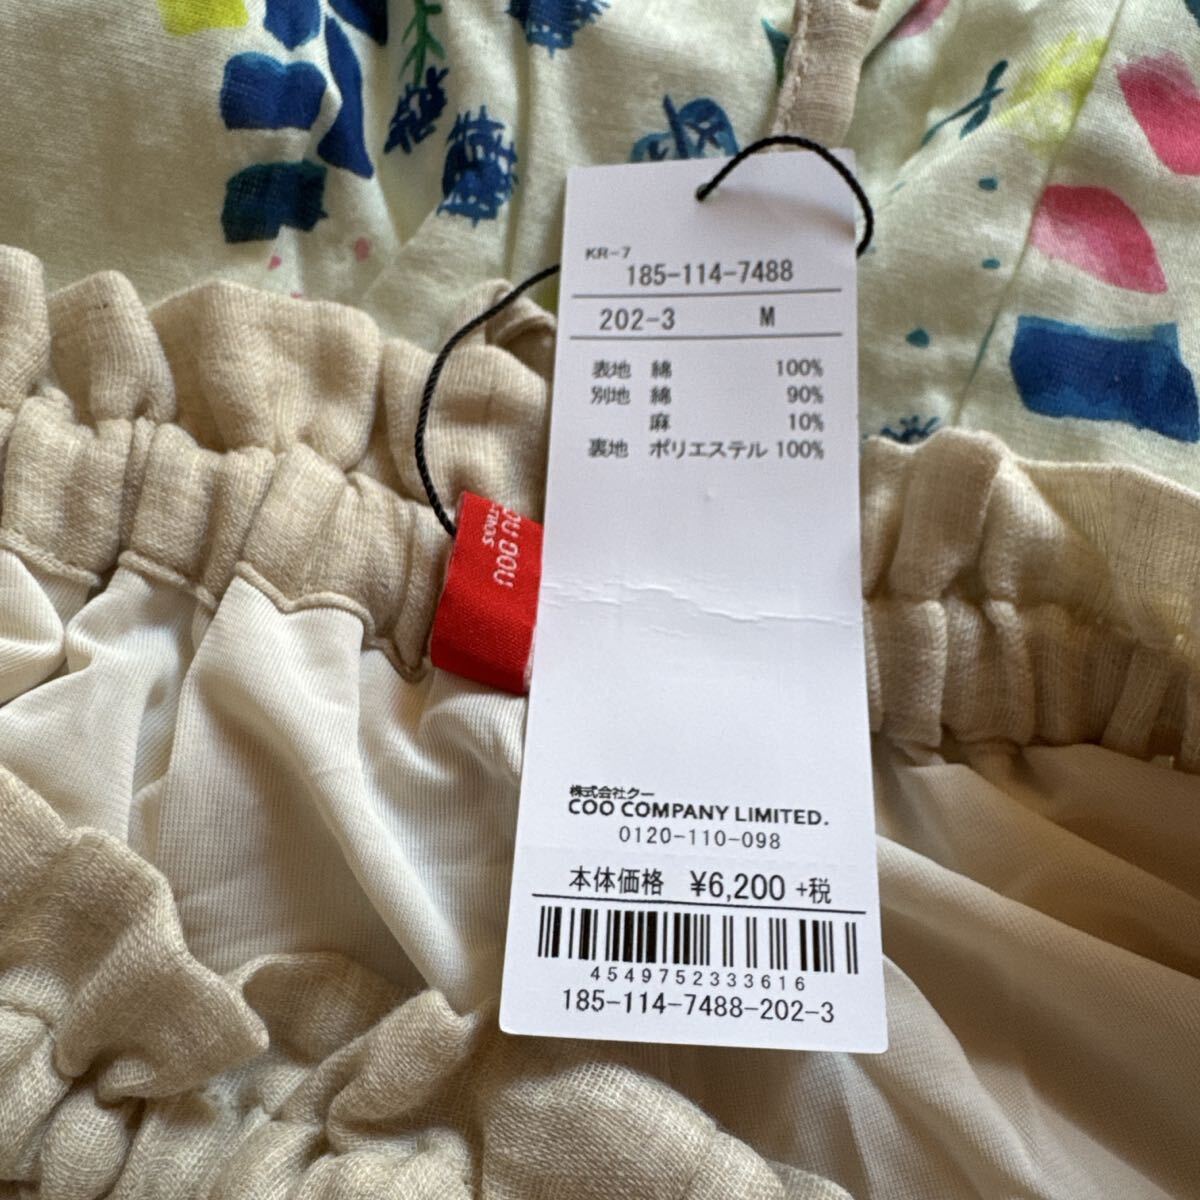 KR-7
185-114-7488
202-3 M
表地 綿 100%
別地 綿 90%
麻 10%
裏地 ポリエステル 100%
株式会社クー
COO COMPANY LIMITED.
0120-110-098
本体価格 ¥6,200 +税
4549752333616
185-114-7488-202-3